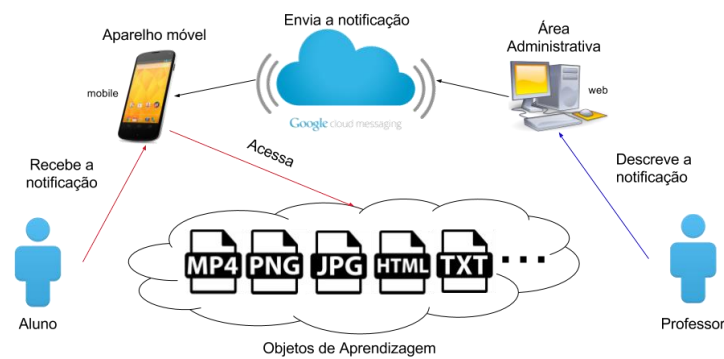 Envia a notificação
Aparelho móvel
Área
Administrativa
mobile
web
Google cloud messaging
Acessa
Recebe a
notificação
Descreve a
notificação
MP4 PNG JPG HTML TXT ...
Aluno
Professor
Objetos de Aprendizagem